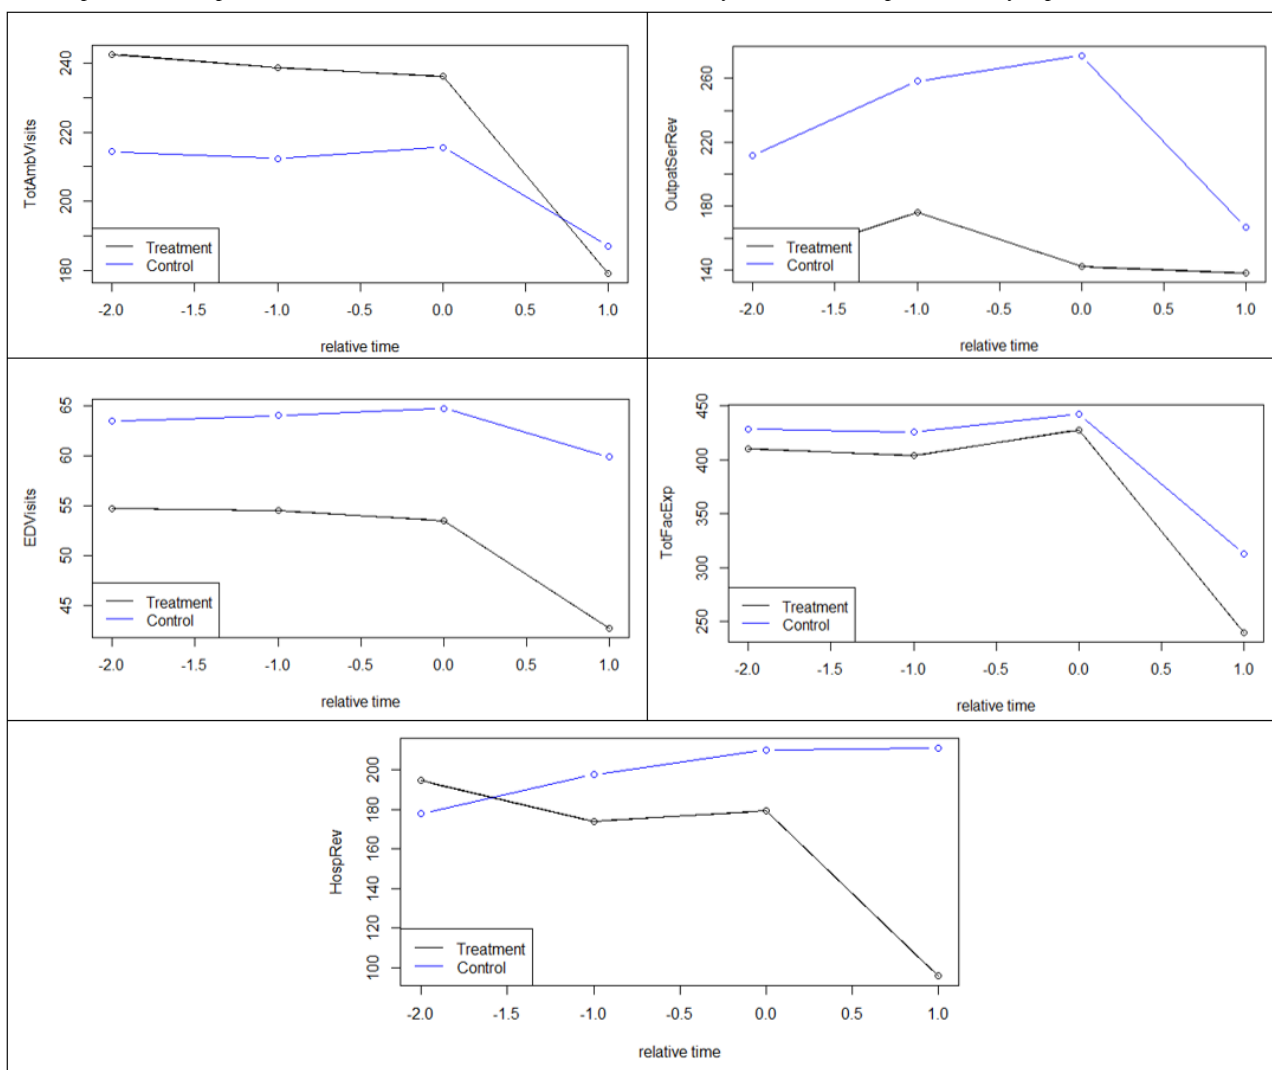 TotAmbVisits
240
220
200
180
Treatment
Control
-2.0 -1.5 -1.0 -0.5 0.0 0.5 1.0
relative time
OutpatSerRev
260
220
180
140
Treatment
Control
-2.0 -1.5 -1.0 -0.5 0.0 0.5 1.0
relative time
EDVisits
65
60
55
50
45
Treatment
Control
-2.0 -1.5 -1.0 -0.5 0.0 0.5 1.0
relative time
TotFacExp
450
400
350
300
250
Treatment
Control
-2.0 -1.5 -1.0 -0.5 0.0 0.5 1.0
relative time
HospRev
200
180
160
140
120
100
Treatment
Control
-2.0 -1.5 -1.0 -0.5 0.0 0.5 1.0
relative time